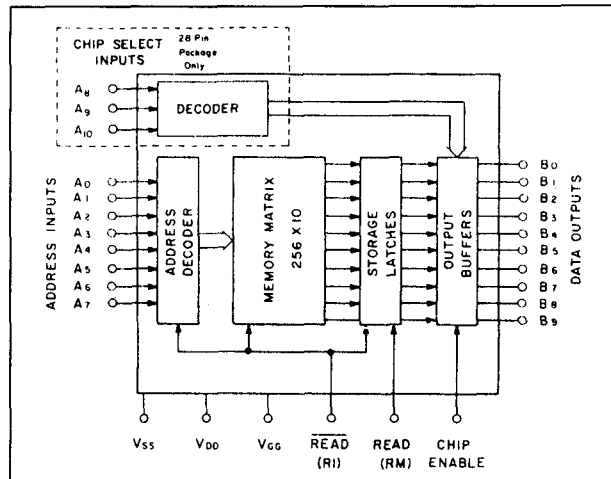 CHIP SELECT
INPUTS
28 Pin
Package
Only
A8
A9
A10
DECODER
ADDRESS INPUTS
A0
A1
A2
A3
A4
A5
A6
A7
ADDRESS
DECODER
MEMORY MATRIX
256 X 10
STORAGE
LATCHES
OUTPUT
BUFFERS
B0
B1
B2
B3
B4
B5
B6
B7
B8
B9
DATA OUTPUTS
VSS
VDD
VGG
READ
(RI)
READ
(RM)
CHIP
ENABLE